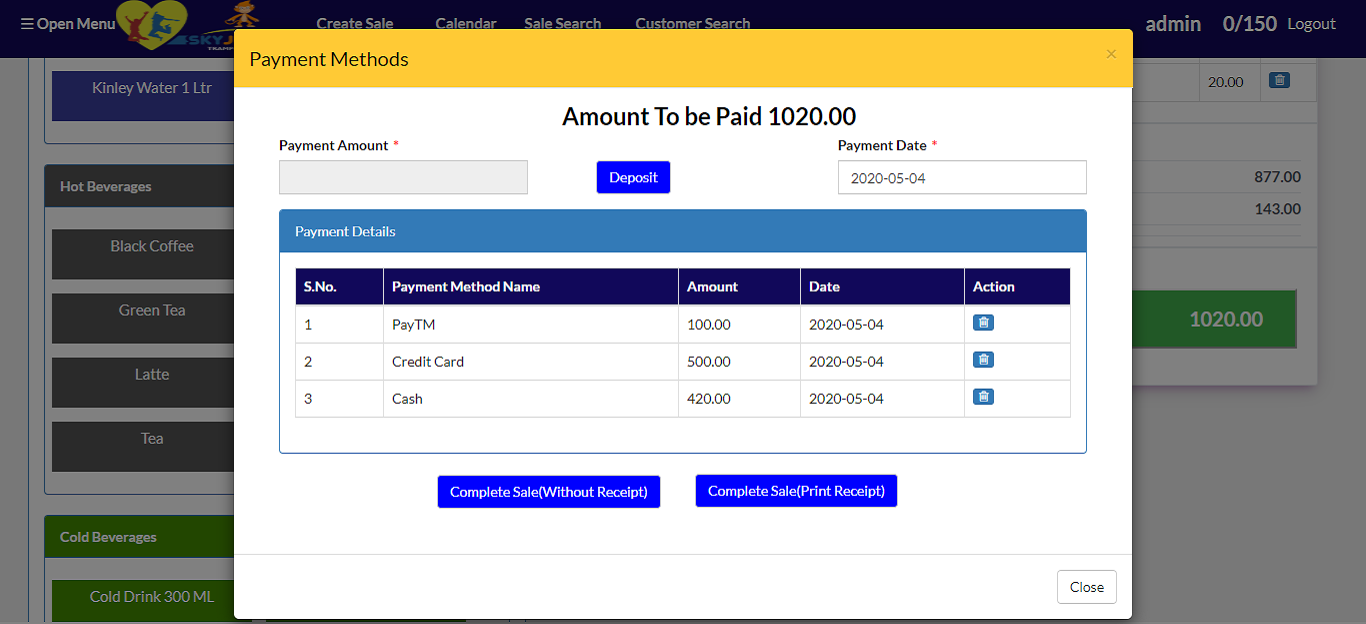 ☰ Open Menu
Create Sale
Calendar
Sale Search
Customer Search
admin
0/150
Logout
Kinley Water 1 Ltr
Hot Beverages
Black Coffee
Green Tea
Latte
Tea
Cold Beverages
Cold Drink 300 ML
Payment Methods
×
Amount To be Paid 1020.00
Payment Amount *
Deposit
Payment Date *
2020-05-04
Payment Details
S.No. Payment Method Name Amount Date Action
1 PayTM 100.00 2020-05-04
2 Credit Card 500.00 2020-05-04
3 Cash 420.00 2020-05-04
Complete Sale(Without Receipt)
Complete Sale(Print Receipt)
Close
20.00
877.00
143.00
1020.00